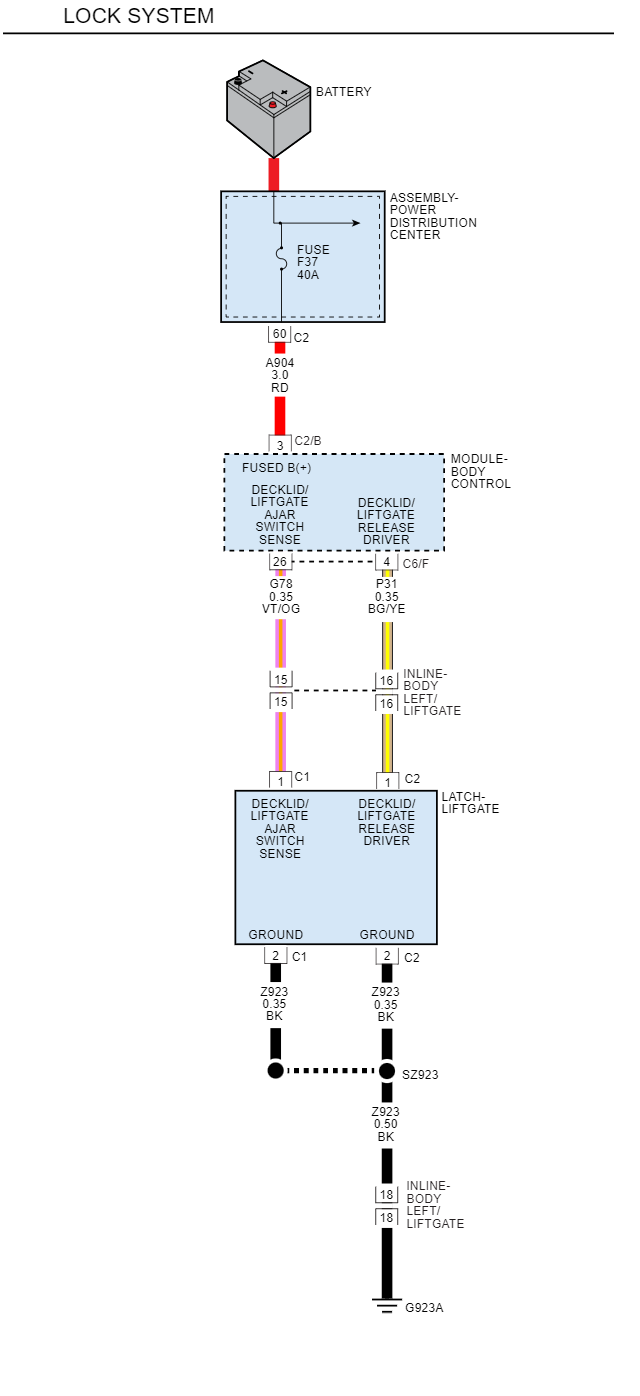 LOCK SYSTEM
BATTERY
ASSEMBLY-
POWER
DISTRIBUTION
CENTER
FUSE
F37
40A
60 C2
A904
3.0
RD
3 C2/B
MODULE-
BODY
CONTROL
FUSED B(+)
DECKLID/
LIFTGATE
AJAR
SWITCH
SENSE
DECKLID/
LIFTGATE
RELEASE
DRIVER
26 4 C6/F
G78
0.35
VT/OG
P31
0.35
BG/YE
15 16
15 16
INLINE-
BODY
LEFT/
LIFTGATE
1 C1 1 C2
LATCH-
LIFTGATE
DECKLID/
LIFTGATE
AJAR
SWITCH
SENSE
DECKLID/
LIFTGATE
RELEASE
DRIVER
GROUND GROUND
2 C1 2 C2
Z923
0.35
BK
Z923
0.35
BK
SZ923
Z923
0.50
BK
18
18
INLINE-
BODY
LEFT/
LIFTGATE
G923A